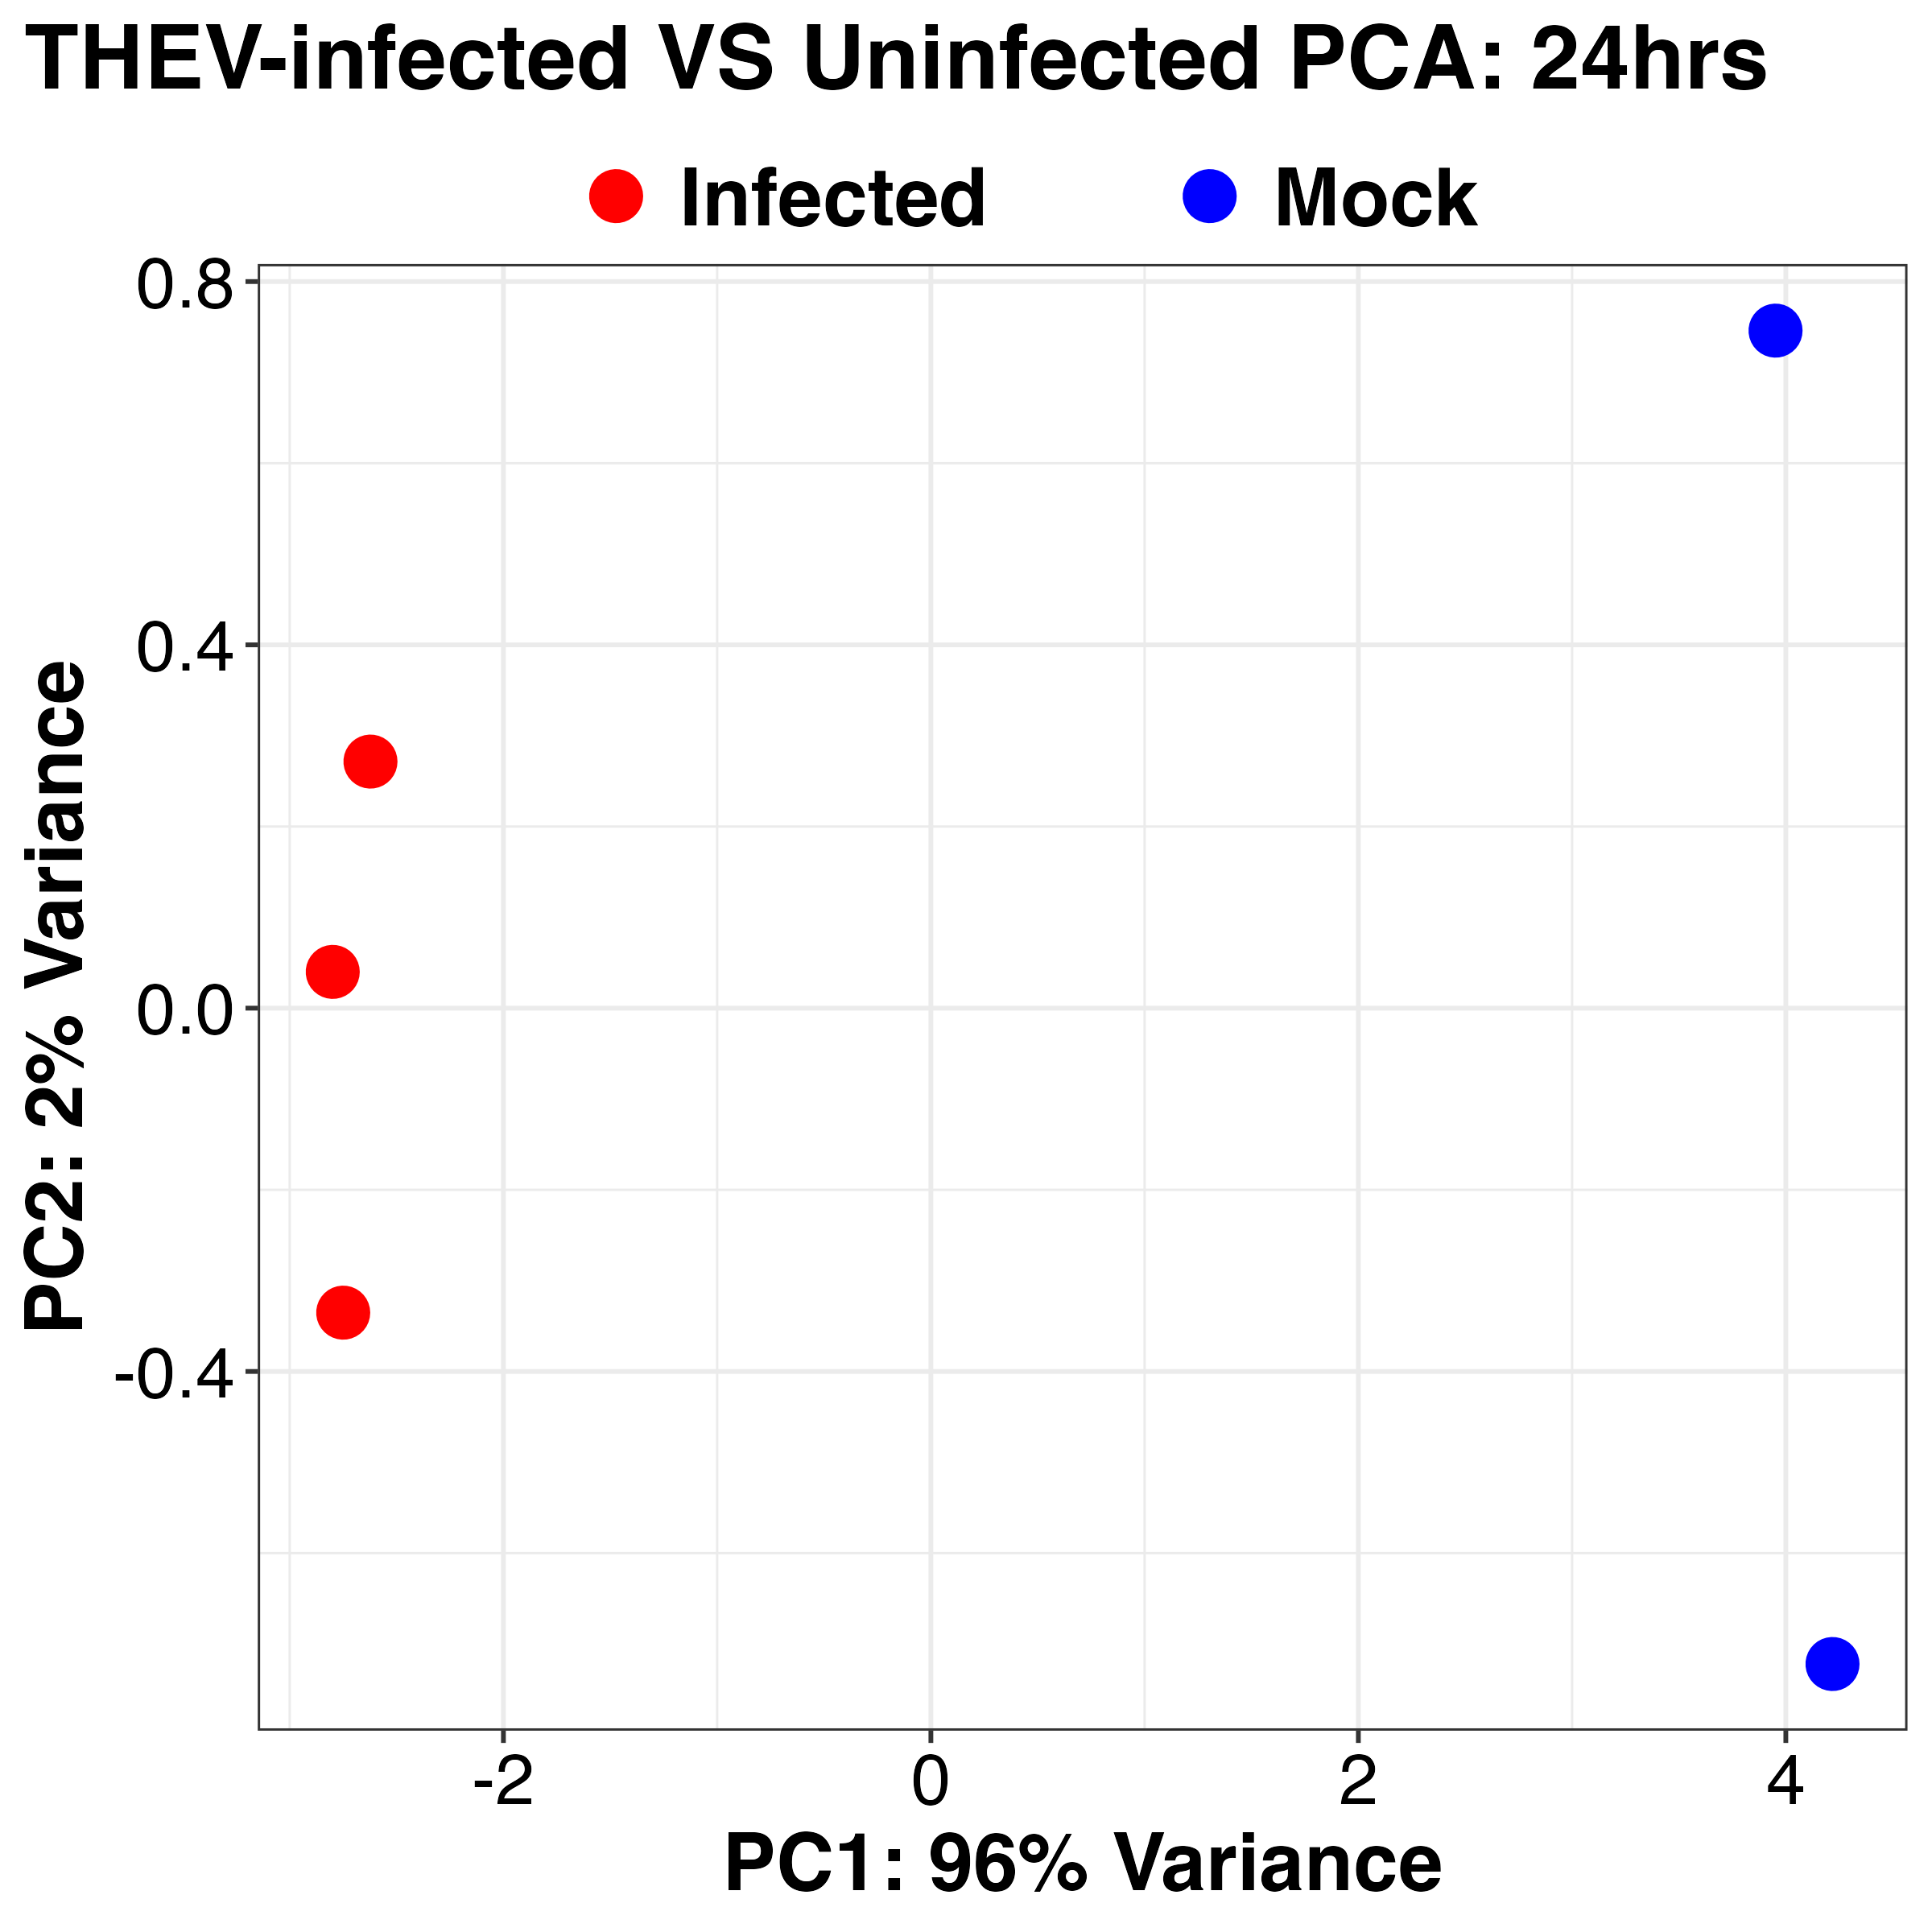 THEV-infected VS Uninfected PCA: 24hrs
Infected Mock
0.8
0.4
0.0
-0.4
PC2: 2% Variance
-2 0 2 4
PC1: 96% Variance